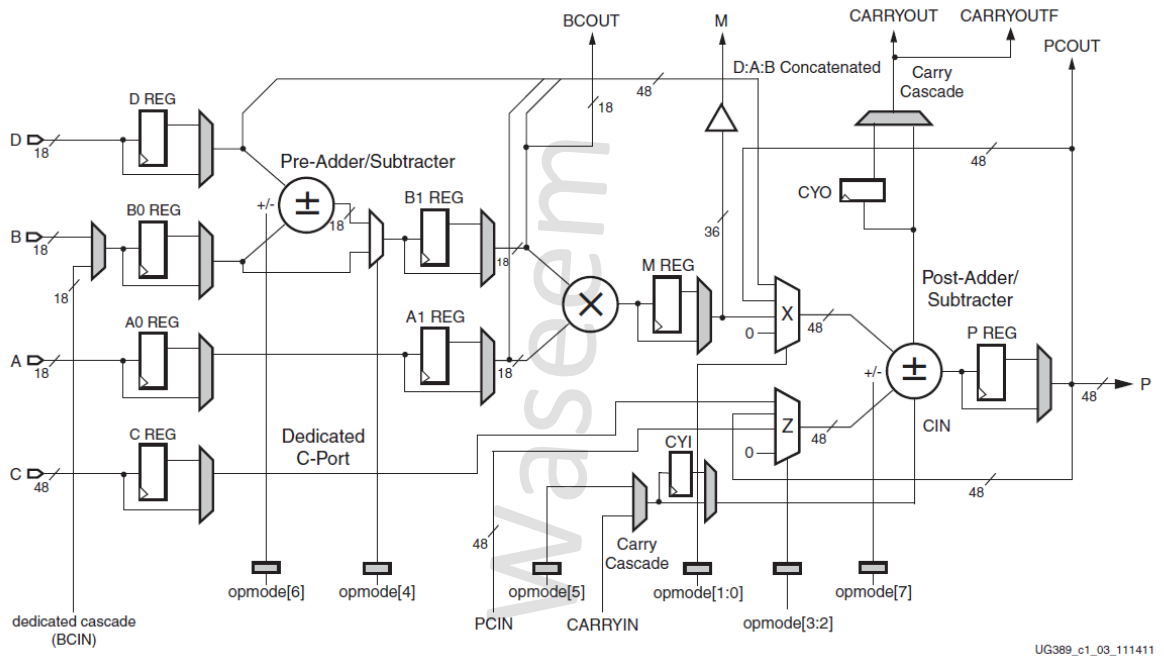 BCOUT
M
CARRYOUT
CARRYOUTF
PCOUT
D:A:B Concatenated
Carry
Cascade
48
18
D REG
D
18
Pre-Adder/Subtracter
+/-
±
18
B0 REG
B
18
18
B1 REG
18
CYO
48
36
M REG
×
Post-Adder/
Subtracter
A0 REG
A
18
A1 REG
18
X
0
48
+/-
±
P REG
48
P
CIN
C REG
C
48
Dedicated
C-Port
Z
0
48
CYI
48
48
Carry
Cascade
Waseem
opmode[6]
opmode[4]
opmode[5]
opmode[1:0]
opmode[3:2]
opmode[7]
dedicated cascade
(BCIN)
PCIN
CARRYIN
UG389_c1_03_111411